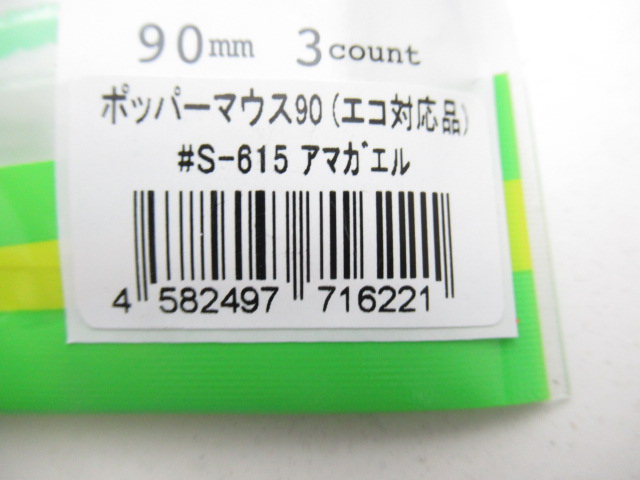 90mm 3count
ポッパーマウス90(エコ対応品)
#S-615 アマガエル
4 582497 716221